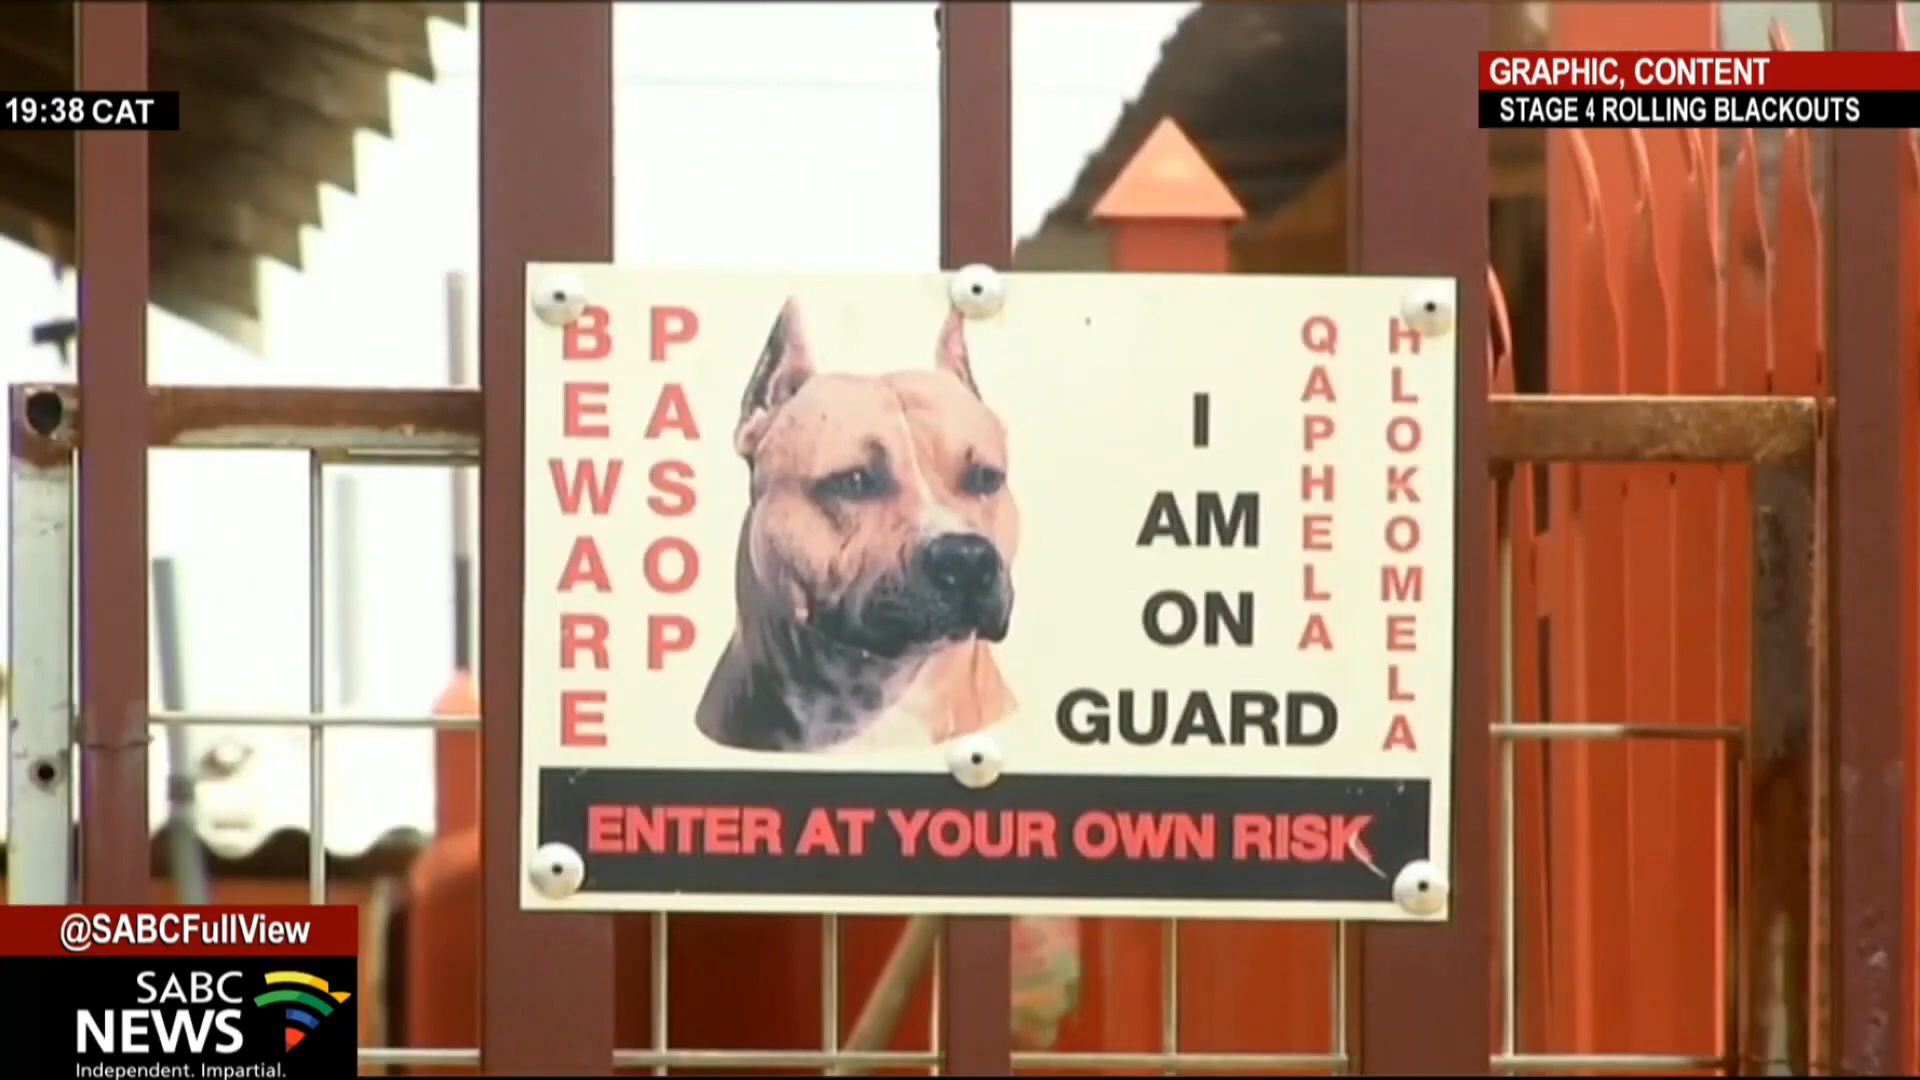 19:38 CAT
GRAPHIC, CONTENT
STAGE 4 ROLLING BLACKOUTS
BEWARE
PASOP
I
AM
ON
GUARD
QAPHELA
HLOKOMELA
ENTER AT YOUR OWN RISK
@SABCFullView
SABC
NEWS
Independent. Impartial.